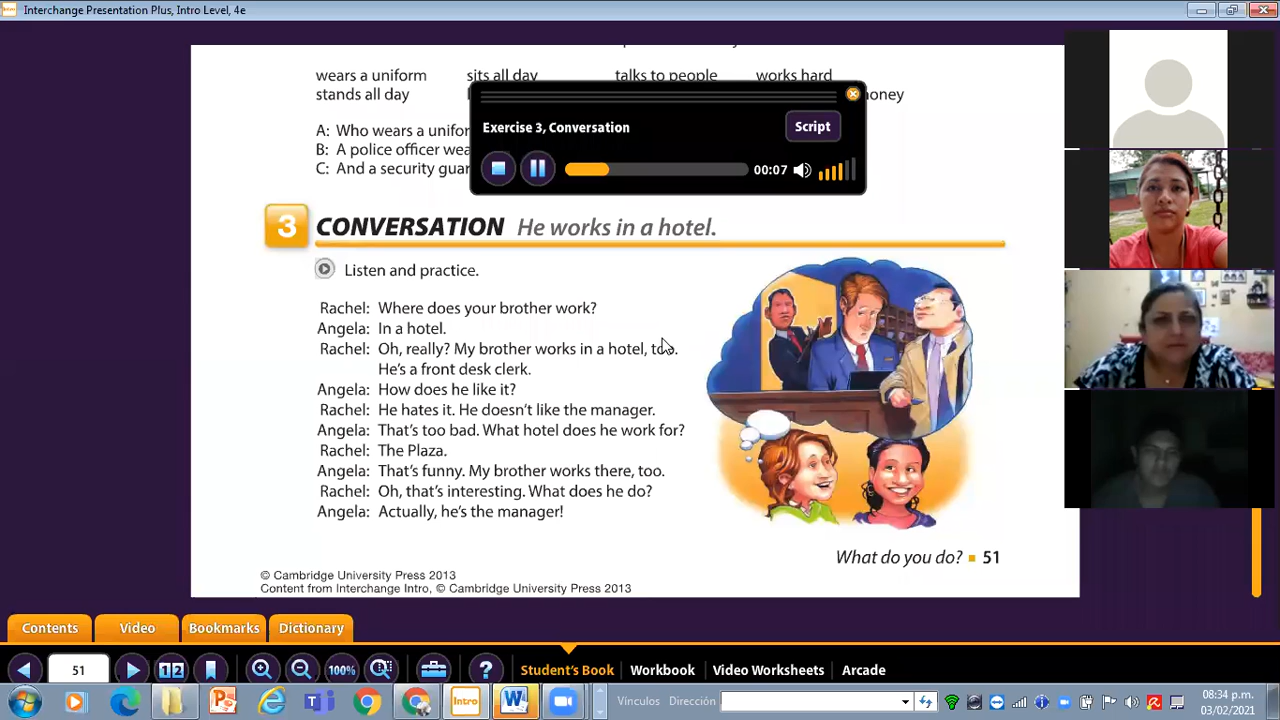 Interchange Presentation Plus, Intro Level, 4e
wears a uniform sits all day talks to people works hard
stands all day
Exercise 3, Conversation Script
A: Who wears a
B: A police officer
C: And a security
00:07
3 CONVERSATION He works in a hotel.
Listen and practice.
Rachel: Where does your brother work?
Angela: In a hotel.
Rachel: Oh, really? My brother works in a hotel, too.
He's a front desk clerk.
Angela: How does he like it?
Rachel: He hates it. He doesn't like the manager.
Angela: That's too bad. What hotel does he work for?
Rachel: The Plaza.
Angela: That's funny. My brother works there, too.
Rachel: Oh, that's interesting. What does he do?
Angela: Actually, he's the manager!
What do you do? 51
© Cambridge University Press 2013
Content from Interchange Intro, © Cambridge University Press 2013
Contents Video Bookmarks Dictionary
51 12 100% ? Student's Book Workbook Video Worksheets Arcade
Intro Vínculos Dirección 08:34 p.m.
03/02/2021